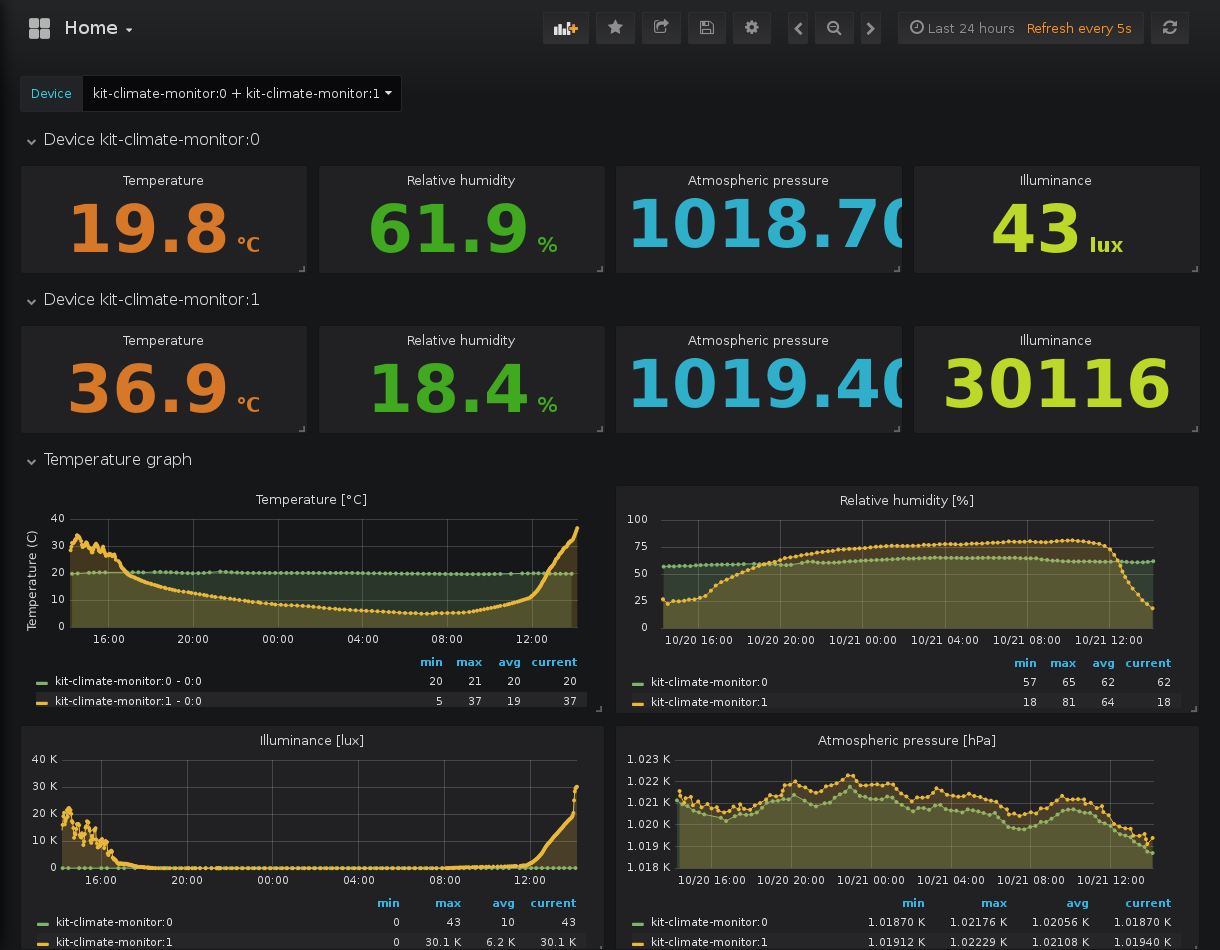 Home
Last 24 hours Refresh every 5s
Device kit-climate-monitor:0 + kit-climate-monitor:1
Device kit-climate-monitor:0
Temperature Relative humidity Atmospheric pressure Illuminance
19.8 °C 61.9 % 1018.70 43 lux
Device kit-climate-monitor:1
Temperature Relative humidity Atmospheric pressure Illuminance
36.9 °C 18.4 % 1019.40 30116
Temperature graph
Temperature [°C]
Temperature (C)
40
30
20
10
0
16:00 20:00 00:00 04:00 08:00 12:00
min max avg current
kit-climate-monitor:0 - 0:0 20 21 20 20
kit-climate-monitor:1 - 0:0 5 37 19 37
Relative humidity [%]
100
75
50
25
0
10/20 16:00 10/20 20:00 10/21 00:00 10/21 04:00 10/21 08:00 10/21 12:00
min max avg current
kit-climate-monitor:0 57 65 62 62
kit-climate-monitor:1 18 81 64 18
Illuminance [lux]
40 K
30 K
20 K
10 K
0
16:00 20:00 00:00 04:00 08:00 12:00
min max avg current
kit-climate-monitor:0 0 43 10 43
kit-climate-monitor:1 0 30.1 K 6.2 K 30.1 K
Atmospheric pressure [hPa]
1.023 K
1.022 K
1.021 K
1.020 K
1.019 K
1.018 K
10/20 16:00 10/20 20:00 10/21 00:00 10/21 04:00 10/21 08:00 10/21 12:00
min max avg current
kit-climate-monitor:0 1.01870 K 1.02176 K 1.02056 K 1.01870 K
kit-climate-monitor:1 1.01912 K 1.02229 K 1.02108 K 1.01940 K